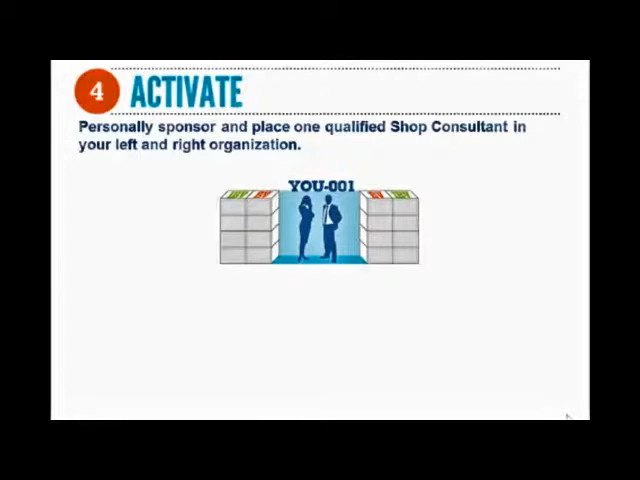 4 ACTIVATE
Personally sponsor and place one qualified Shop Consultant in
your left and right organization.
YOU-001